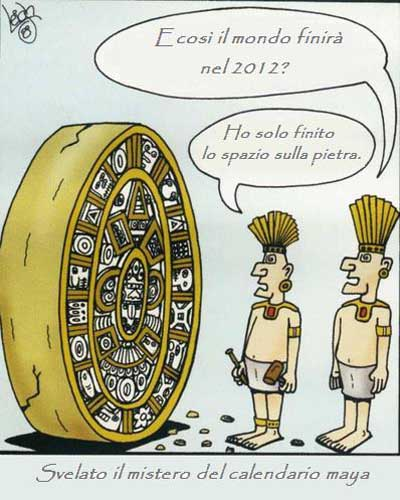 E così il mondo finirà
nel 2012?
Ho solo finito
lo spazio sulla pietra.
Svelato il mistero del calendario maya